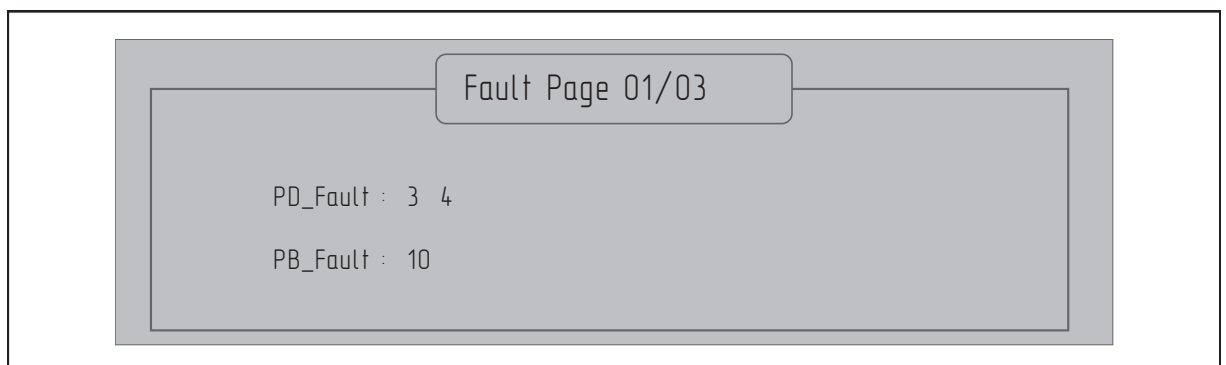 Fault Page 01/03
PD_Fault : 3 4
PB_Fault : 10